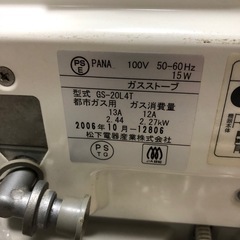 PS
E PANA 100V 50-60Hz
15W
ガスストーブ
型式 GS-20L4T
都市ガス用 ガス消費量
13A 12A
2.44 2.27kW
2006年10月-12806
松下電器産業株式会社
PS
TG